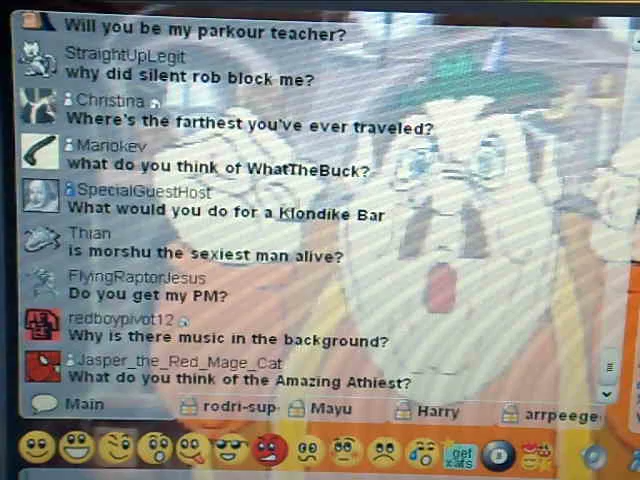 Will you be my parkour teacher?
StraightUpLegit
why did silent rob block me?
Christina
Where's the farthest you've ever traveled?
Mariokev
what do you think of WhatTheBuck?
SpecialGuestHost
What would you do for a Klondike Bar
Thian
is morshu the sexiest man alive?
FlyingRaptorJesus
Do you get my PM?
redboypivot12
Why is there music in the background?
Jasper_the_Red_Mage_Cat
What do you think of the Amazing Athiest?
Main rodri-sup- Mayu Harry arrpeege
get xats 8